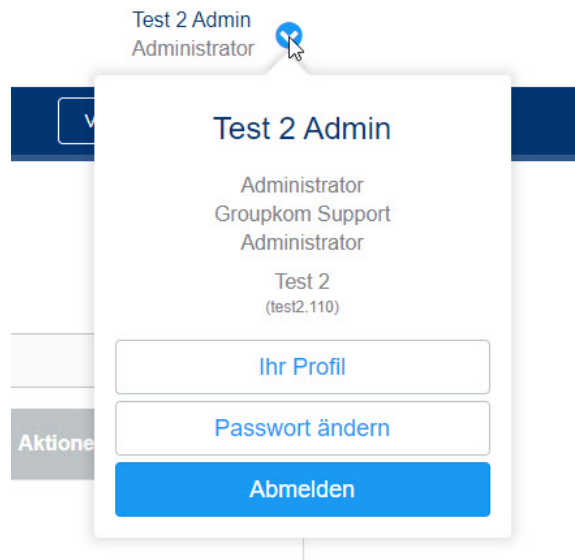 Test 2 Admin
Administrator
Test 2 Admin
Administrator
Groupkom Support
Administrator
Test 2
(test2.110)
Ihr Profil
Aktione
Passwort ändern
Abmelden